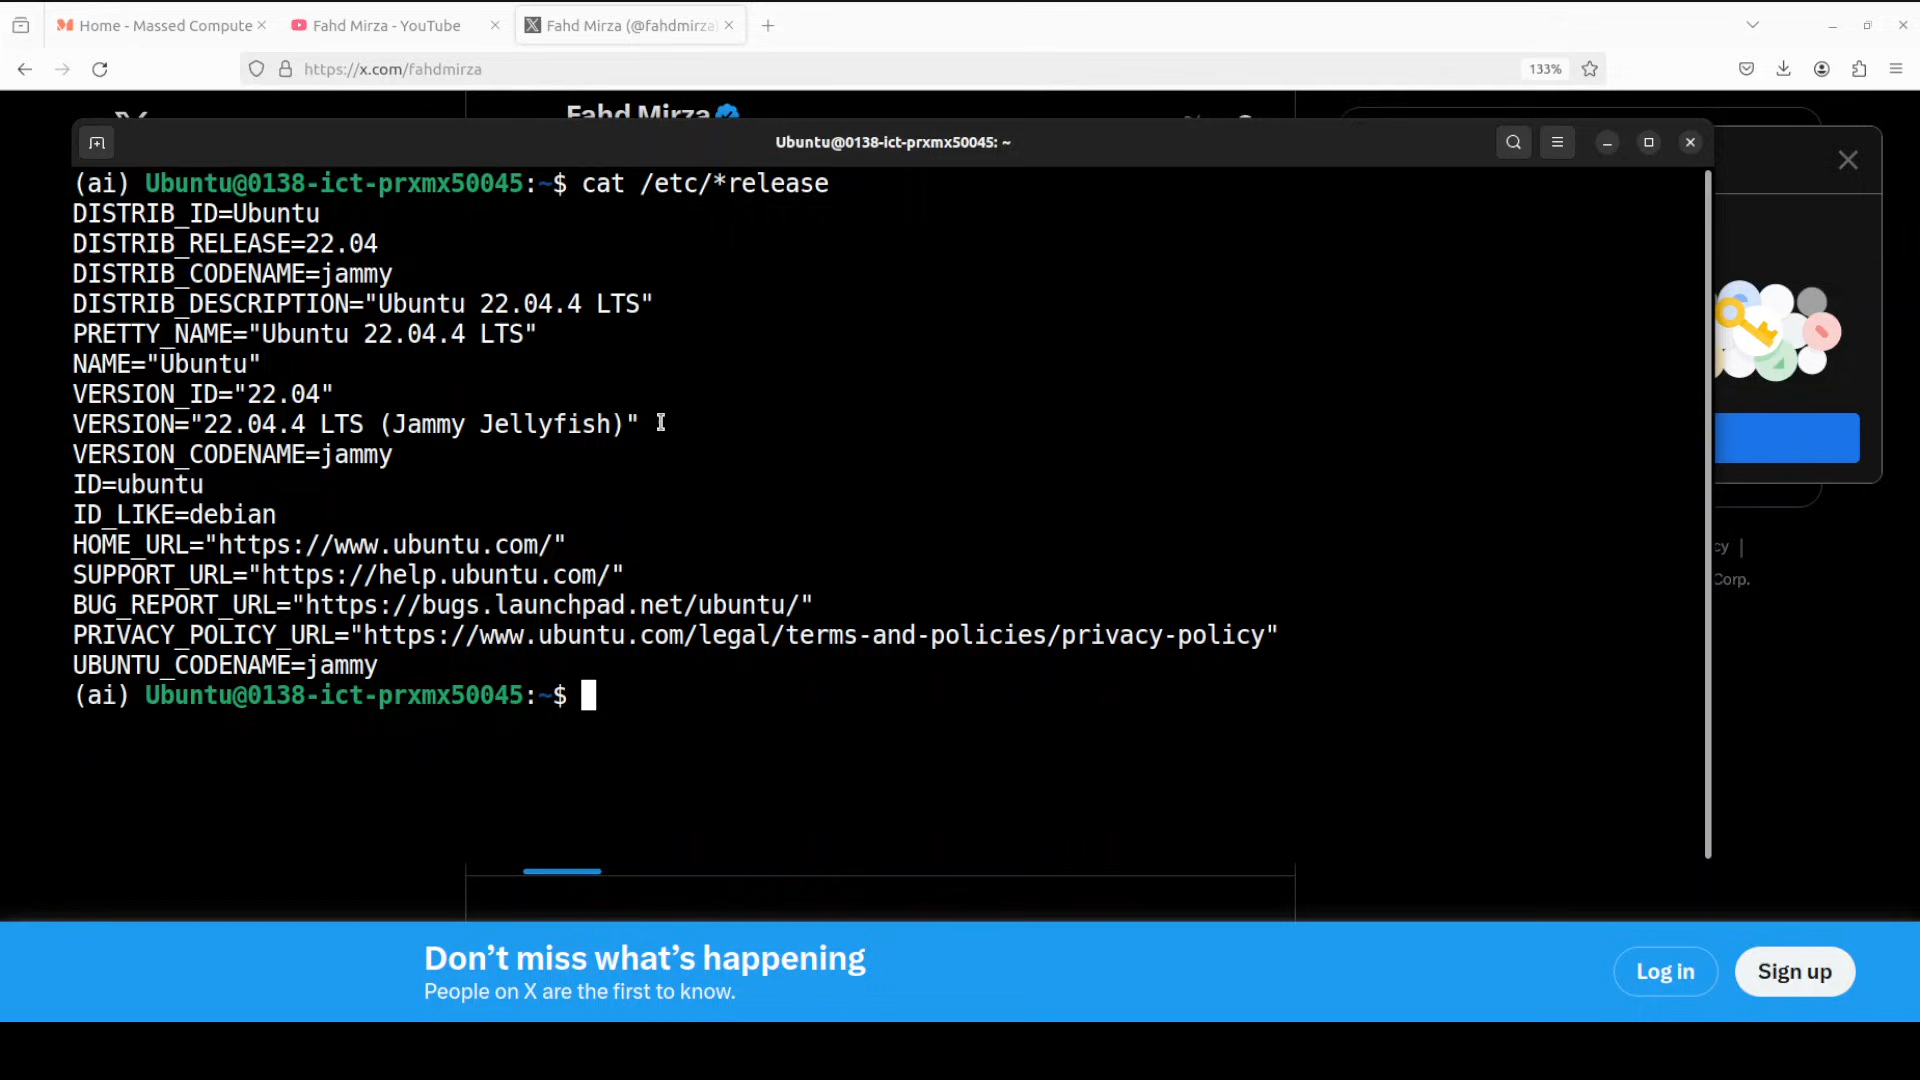 Home - Massed Compute
Fahd Mirza - YouTube
Fahd Mirza (@fahdmirza)
https://x.com/fahdmirza
133%
Fahd Mirza
Ubuntu@0138-ict-prxmx50045: ~
(ai) Ubuntu@0138-ict-prxmx50045:~$ cat /etc/*release
DISTRIB_ID=Ubuntu
DISTRIB_RELEASE=22.04
DISTRIB_CODENAME=jammy
DISTRIB_DESCRIPTION="Ubuntu 22.04.4 LTS"
PRETTY_NAME="Ubuntu 22.04.4 LTS"
NAME="Ubuntu"
VERSION_ID="22.04"
VERSION="22.04.4 LTS (Jammy Jellyfish)"
VERSION_CODENAME=jammy
ID=ubuntu
ID_LIKE=debian
HOME_URL="https://www.ubuntu.com/"
SUPPORT_URL="https://help.ubuntu.com/"
BUG_REPORT_URL="https://bugs.launchpad.net/ubuntu/"
PRIVACY_POLICY_URL="https://www.ubuntu.com/legal/terms-and-policies/privacy-policy"
UBUNTU_CODENAME=jammy
(ai) Ubuntu@0138-ict-prxmx50045:~$
cy |
Corp.
Don’t miss what’s happening
People on X are the first to know.
Log in
Sign up